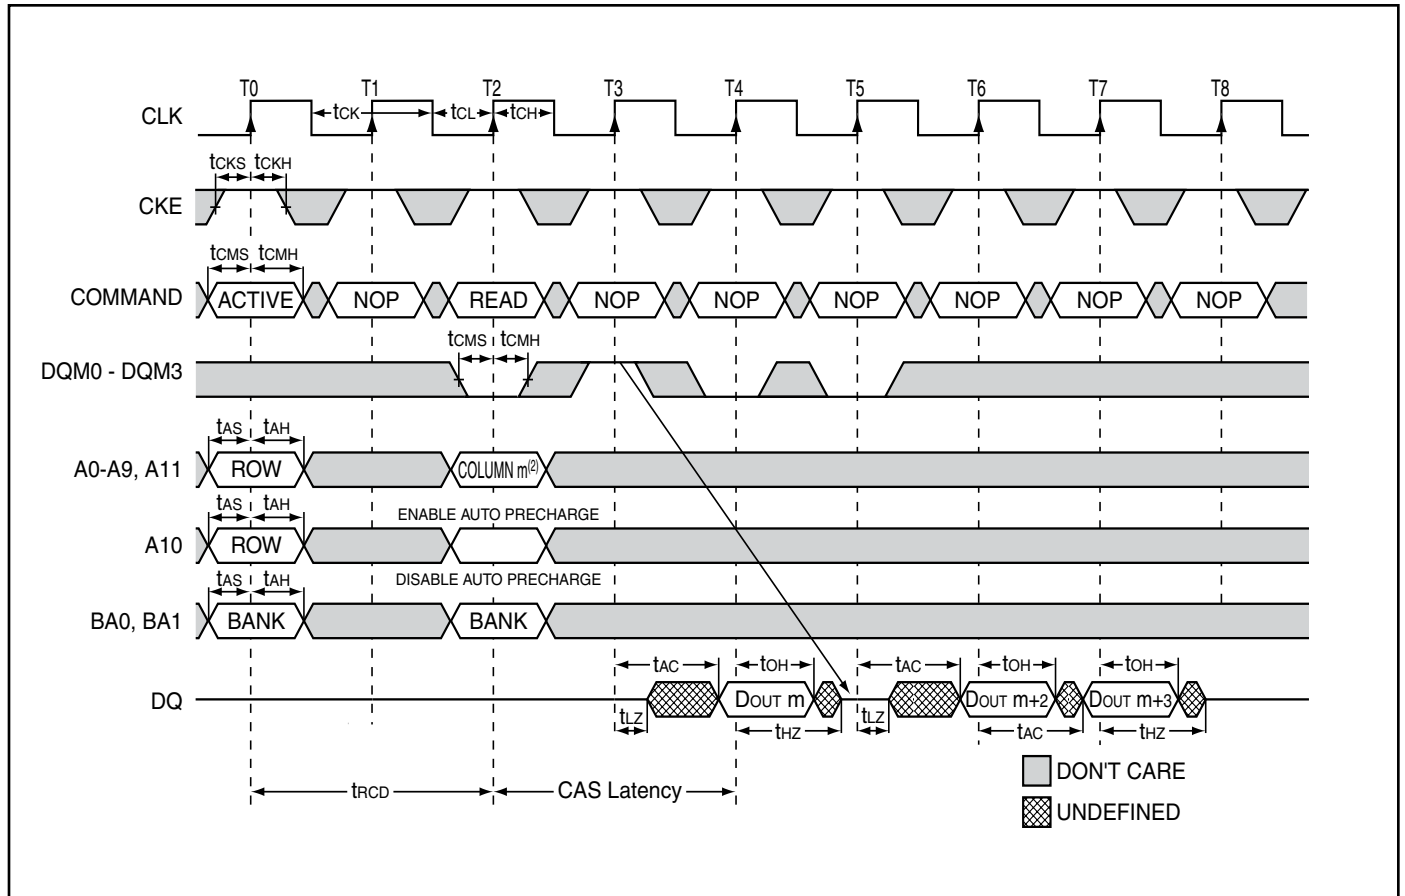 T0 T1 T2 T3 T4 T5 T6 T7 T8
CLK tCK tCL tCH
tCKS tCKH
CKE
tCMS tCMH
COMMAND ACTIVE NOP READ NOP NOP NOP NOP NOP NOP
tCMS tCMH
DQM0 - DQM3
tAS tAH
A0-A9, A11 ROW COLUMN m(2)
tAS tAH ENABLE AUTO PRECHARGE
A10 ROW
tAS tAH DISABLE AUTO PRECHARGE
BA0, BA1 BANK BANK
tAC tOH tAC tOH tOH
DQ DOUT m DOUT m+2 DOUT m+3
tLZ tHZ tLZ tAC tHZ
DON'T CARE
tRCD CAS Latency
UNDEFINED